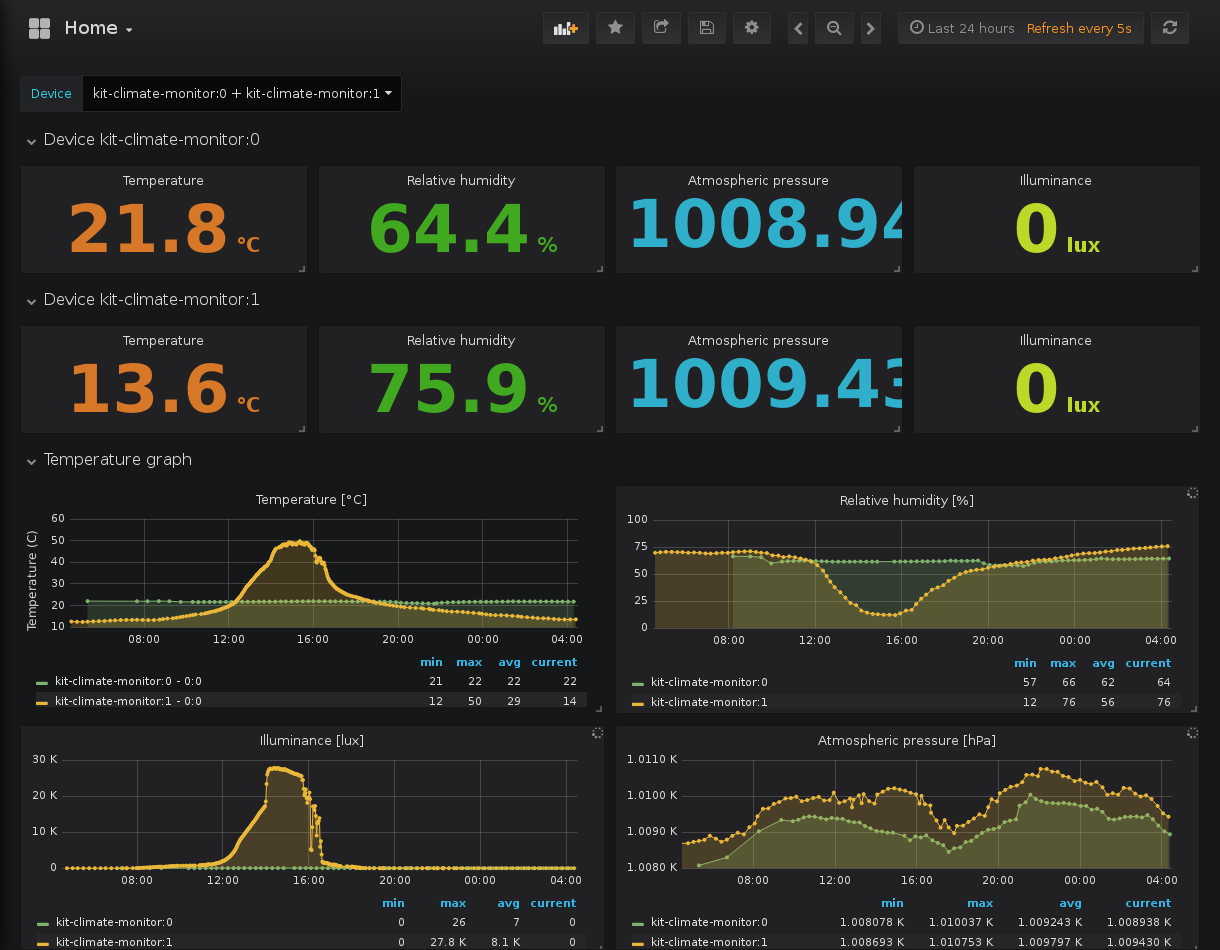 Home
Last 24 hours Refresh every 5s
Device kit-climate-monitor:0 + kit-climate-monitor:1
Device kit-climate-monitor:0
Temperature Relative humidity Atmospheric pressure Illuminance
21.8 °C 64.4 % 1008.94 0 lux
Device kit-climate-monitor:1
Temperature Relative humidity Atmospheric pressure Illuminance
13.6 °C 75.9 % 1009.43 0 lux
Temperature graph
Temperature [°C]
Temperature (C)
60
50
40
30
20
10
08:00 12:00 16:00 20:00 00:00 04:00
min max avg current
kit-climate-monitor:0 - 0:0 21 22 22 22
kit-climate-monitor:1 - 0:0 12 50 29 14
Relative humidity [%]
100
75
50
25
0
08:00 12:00 16:00 20:00 00:00 04:00
min max avg current
kit-climate-monitor:0 57 66 62 64
kit-climate-monitor:1 12 76 56 76
Illuminance [lux]
30 K
20 K
10 K
0
08:00 12:00 16:00 20:00 00:00 04:00
min max avg current
kit-climate-monitor:0 0 26 7 0
kit-climate-monitor:1 0 27.8 K 8.1 K 0
Atmospheric pressure [hPa]
1.0110 K
1.0100 K
1.0090 K
1.0080 K
08:00 12:00 16:00 20:00 00:00 04:00
min max avg current
kit-climate-monitor:0 1.008078 K 1.010037 K 1.009243 K 1.008938 K
kit-climate-monitor:1 1.008693 K 1.010753 K 1.009797 K 1.009430 K